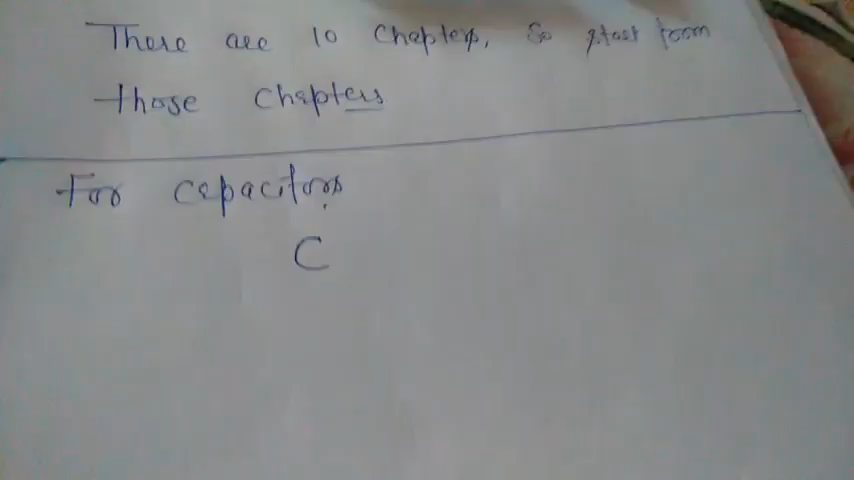 There are 10 Chapters, So start from
those Chapters
For capacitors
C